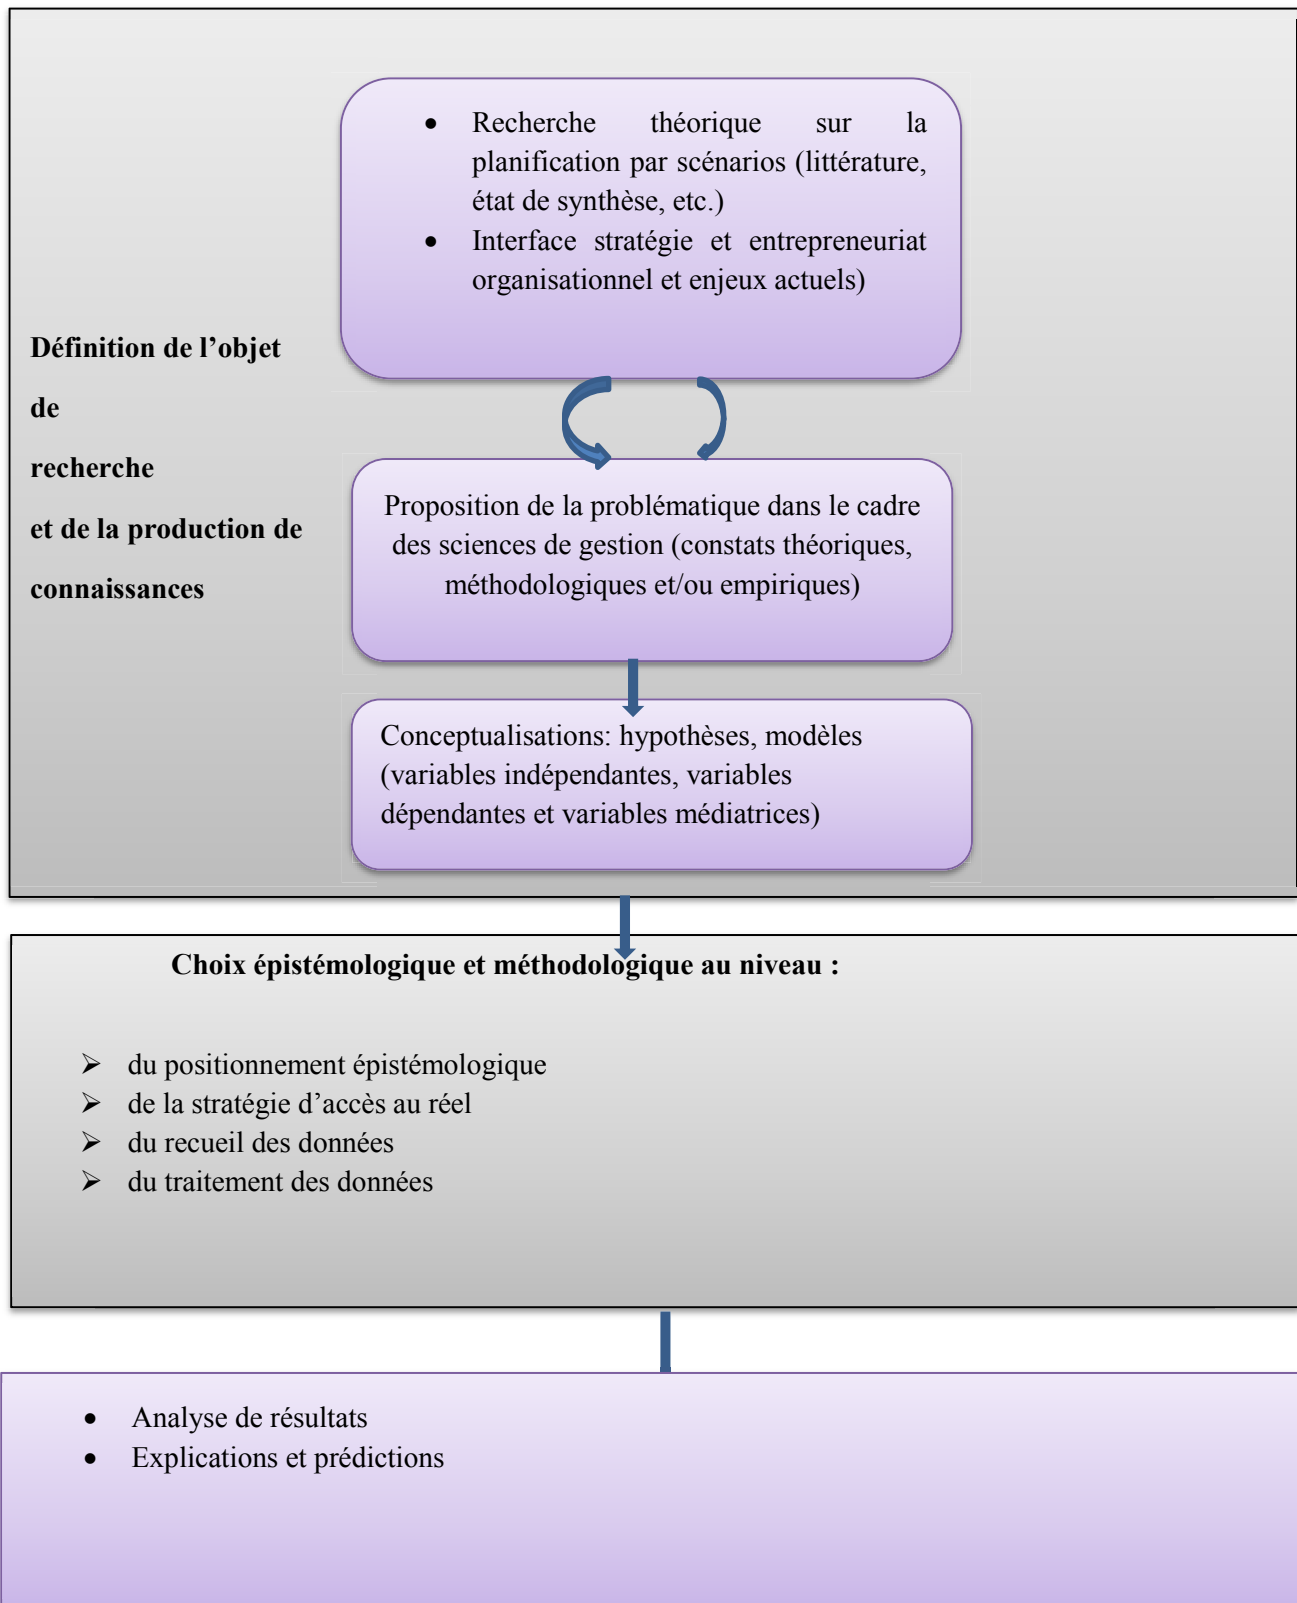 • Recherche théorique sur la
planification par scénarios (littérature,
état de synthèse, etc.)
• Interface stratégie et entrepreneuriat
organisationnel et enjeux actuels)
Définition de l’objet
de
recherche
et de la production de
connaissances
Proposition de la problématique dans le cadre
des sciences de gestion (constats théoriques,
méthodologiques et/ou empiriques)
Conceptualisations: hypothèses, modèles
(variables indépendantes, variables
dépendantes et variables médiatrices)
Choix épistémologique et méthodologique au niveau :
➢ du positionnement épistémologique
➢ de la stratégie d’accès au réel
➢ du recueil des données
➢ du traitement des données
• Analyse de résultats
• Explications et prédictions